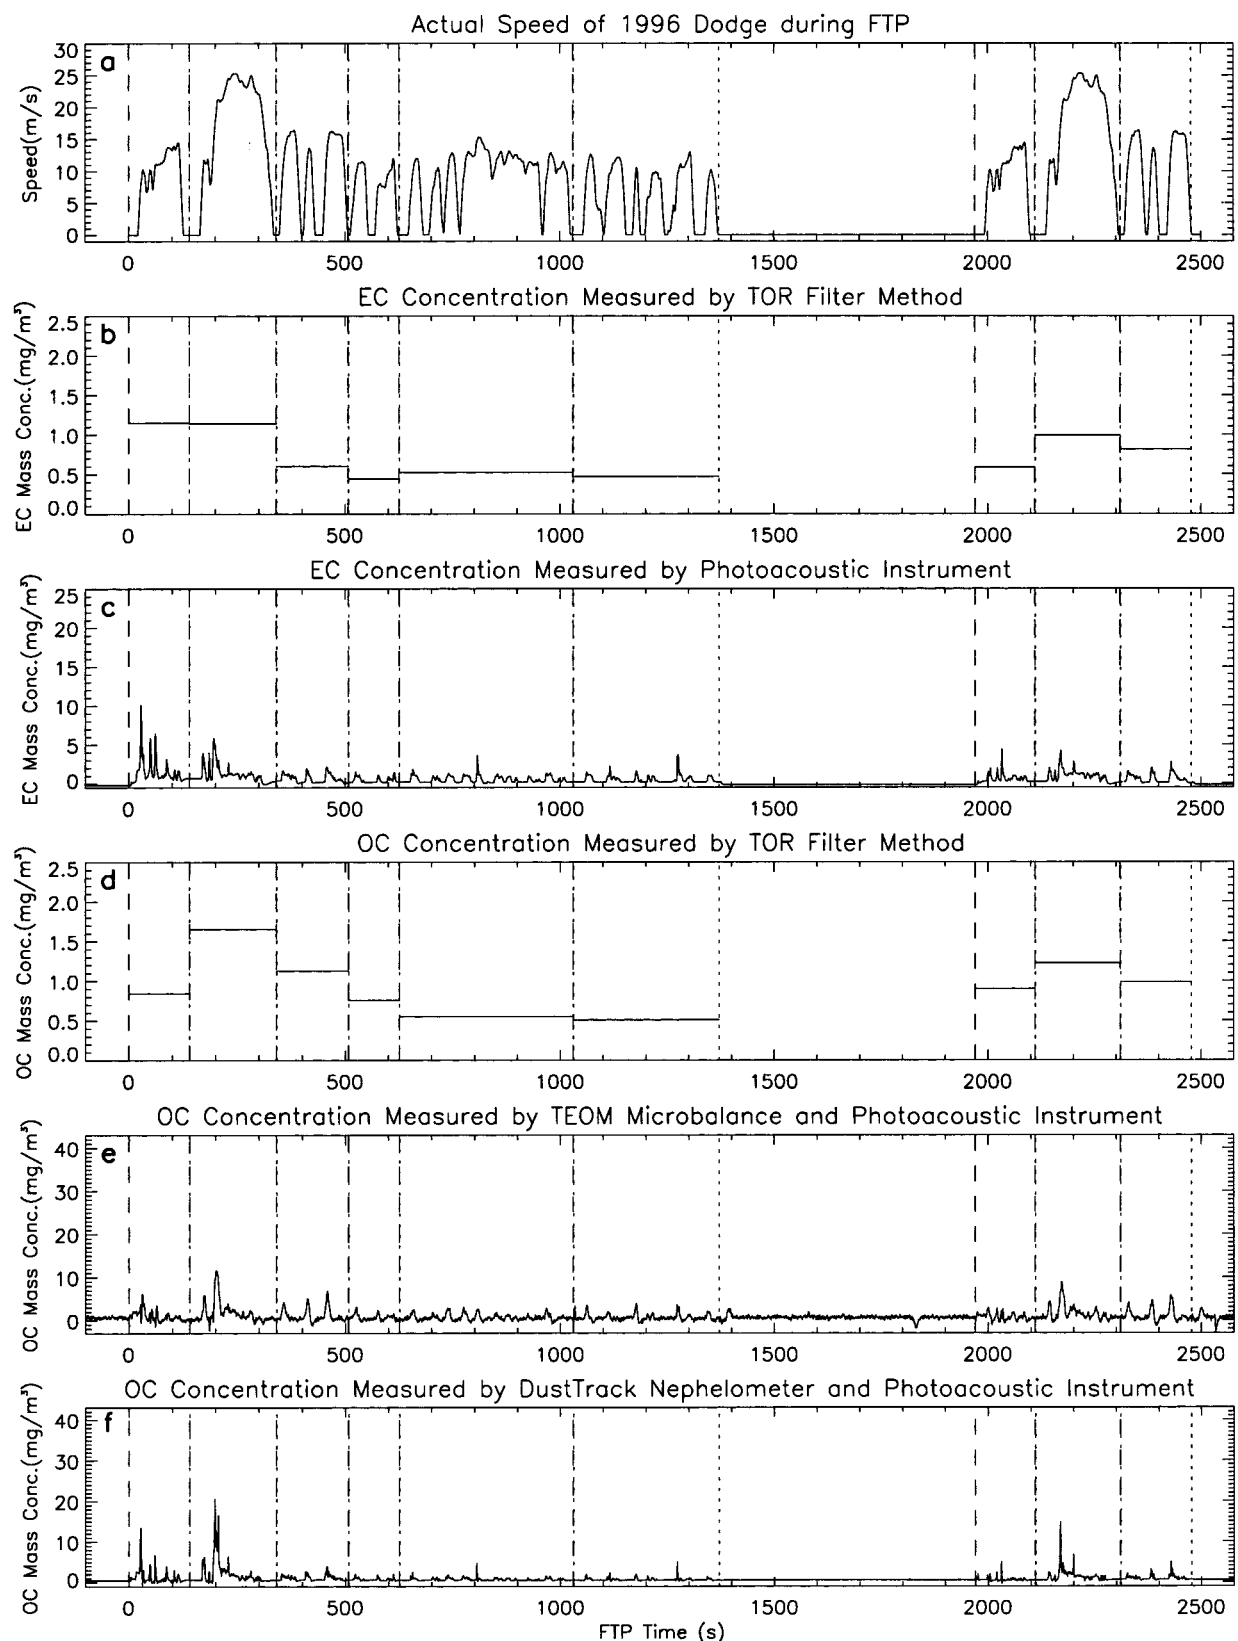 Actual Speed of 1996 Dodge during FTP
a
Speed(m/s)
30
25
20
15
10
5
0
0 500 1000 1500 2000 2500
EC Concentration Measured by TOR Filter Method
b
EC Mass Conc.(mg/m³)
2.5
2.0
1.5
1.0
0.5
0.0
0 500 1000 1500 2000 2500
EC Concentration Measured by Photoacoustic Instrument
c
EC Mass Conc.(mg/m³)
25
20
15
10
5
0
0 500 1000 1500 2000 2500
OC Concentration Measured by TOR Filter Method
d
OC Mass Conc.(mg/m³)
2.5
2.0
1.5
1.0
0.5
0.0
0 500 1000 1500 2000 2500
OC Concentration Measured by TEOM Microbalance and Photoacoustic Instrument
e
OC Mass Conc.(mg/m³)
40
30
20
10
0
0 500 1000 1500 2000 2500
OC Concentration Measured by DustTrack Nephelometer and Photoacoustic Instrument
f
OC Mass Conc.(mg/m³)
40
30
20
10
0
0 500 1000 1500 2000 2500
FTP Time (s)